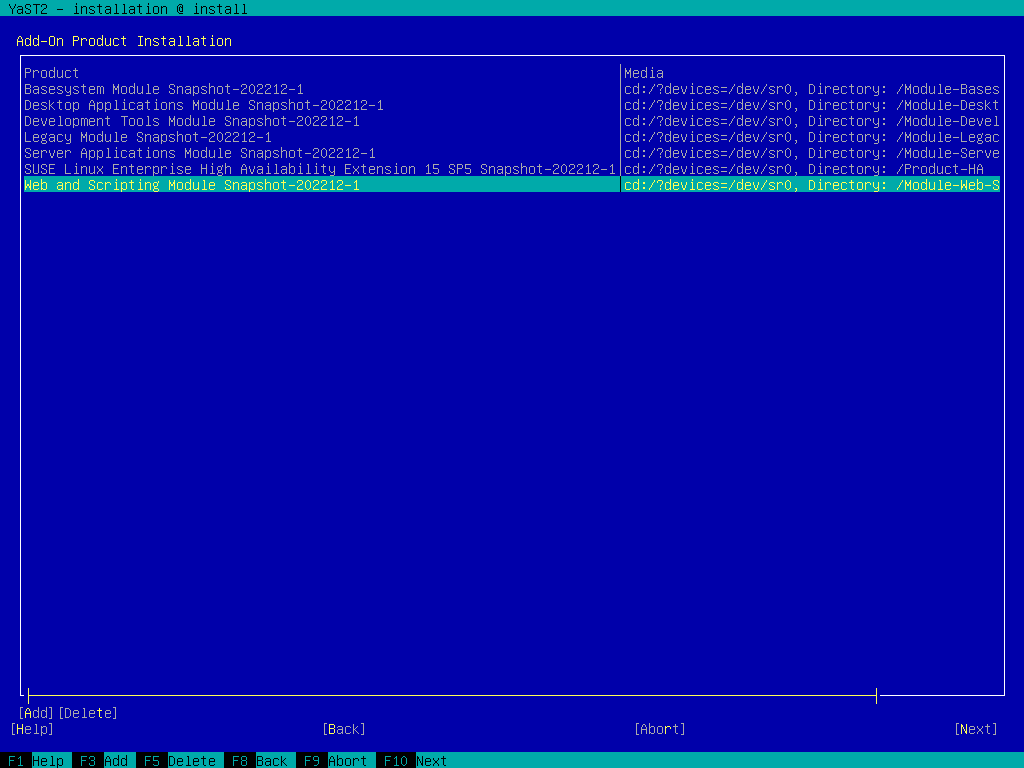 YaST2 - installation @ install
Add-On Product Installation
Product Media
Basesystem Module Snapshot-202212-1 cd:/?devices=/dev/sr0, Directory: /Module-Bases
Desktop Applications Module Snapshot-202212-1 cd:/?devices=/dev/sr0, Directory: /Module-Deskt
Development Tools Module Snapshot-202212-1 cd:/?devices=/dev/sr0, Directory: /Module-Devel
Legacy Module Snapshot-202212-1 cd:/?devices=/dev/sr0, Directory: /Module-Legac
Server Applications Module Snapshot-202212-1 cd:/?devices=/dev/sr0, Directory: /Module-Serve
SUSE Linux Enterprise High Availability Extension 15 SP5 Snapshot-202212-1 cd:/?devices=/dev/sr0, Directory: /Product-HA
Web and Scripting Module Snapshot-202212-1 cd:/?devices=/dev/sr0, Directory: /Module-Web-S
[Add][Delete]
[Help] [Back] [Abort] [Next]
F1 Help F3 Add F5 Delete F8 Back F9 Abort F10 Next